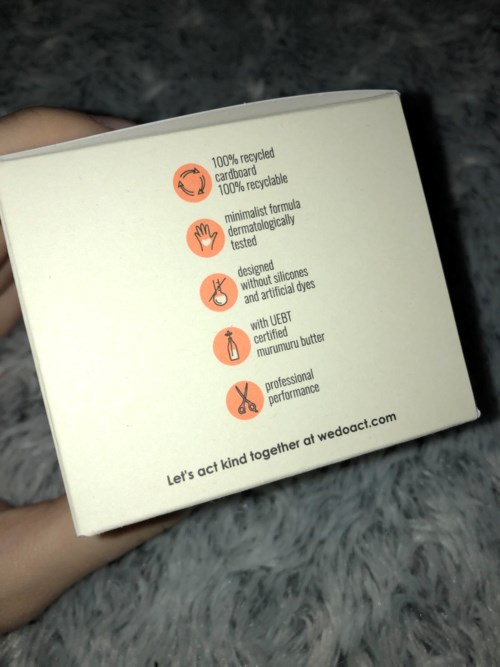 100% recycled
cardboard
100% recyclable
minimalist formula
dermatologically
tested
designed
without silicones
and artificial dyes
with UEBT
certified
murumuru butter
professional
performance
Let's act kind together at wedoact.com